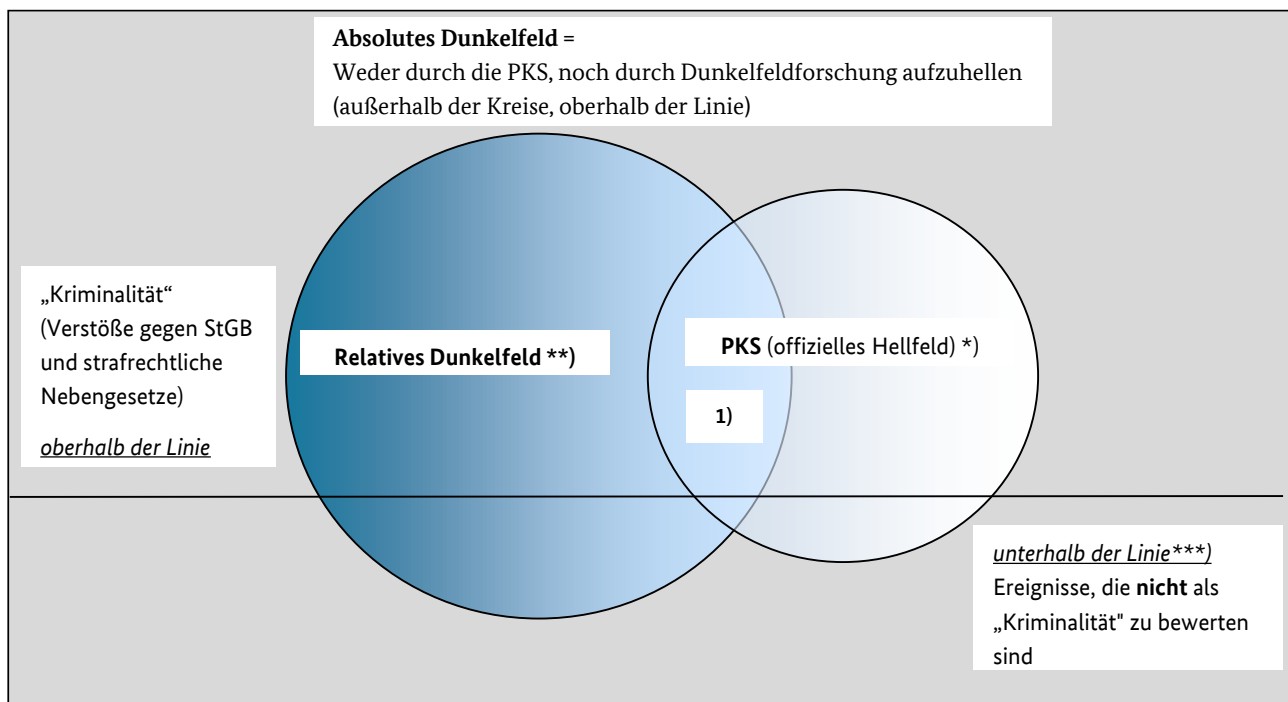 Absolutes Dunkelfeld =
Weder durch die PKS, noch durch Dunkelfeldforschung aufzuhellen
(außerhalb der Kreise, oberhalb der Linie)
„Kriminalität“
(Verstöße gegen StGB
und strafrechtliche
Nebengesetze)
oberhalb der Linie
Relatives Dunkelfeld **)
PKS (offizielles Hellfeld) *)
1)
unterhalb der Linie***)
Ereignisse, die nicht als
„Kriminalität" zu bewerten
sind